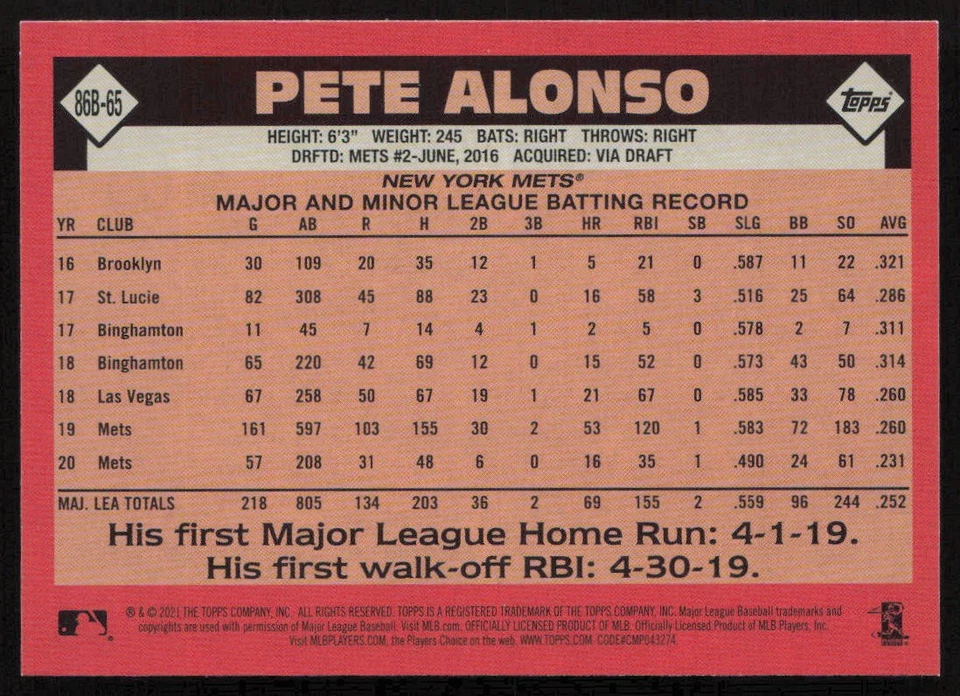 86B-65
PETE ALONSO
Topps
HEIGHT: 6'3" WEIGHT: 245 BATS: RIGHT THROWS: RIGHT
DRFTD: METS #2-JUNE, 2016 ACQUIRED: VIA DRAFT
NEW YORK METS®
MAJOR AND MINOR LEAGUE BATTING RECORD
YR CLUB G AB R H 2B 3B HR RBI SB SLG BB SO AVG
16 Brooklyn 30 109 20 35 12 1 5 21 0 .587 11 22 .321
17 St. Lucie 82 308 45 88 23 0 16 58 3 .516 25 64 .286
17 Binghamton 11 45 7 14 4 1 2 5 0 .578 2 7 .311
18 Binghamton 65 220 42 69 12 0 15 52 0 .573 43 50 .314
18 Las Vegas 67 258 50 67 19 1 21 67 0 .585 33 78 .260
19 Mets 161 597 103 155 30 2 53 120 1 .583 72 183 .260
20 Mets 57 208 31 48 6 0 16 35 1 .490 24 61 .231
MAJ. LEA TOTALS 218 805 134 203 36 2 69 155 2 .559 96 244 .252
His first Major League Home Run: 4-1-19.
His first walk-off RBI: 4-30-19.
® & © 2021 THE TOPPS COMPANY, INC. ALL RIGHTS RESERVED. TOPPS IS A REGISTERED TRADEMARK OF THE TOPPS COMPANY, INC. Major League Baseball trademarks and
copyrights are used with permission of Major League Baseball. Visit MLB.com. OFFICIALLY LICENSED PRODUCT OF MLB. Officially Licensed Product of MLB Players, Inc.
Visit MLBPLAYERS.COM, the Players Choice on the web. WWW.TOPPS.COM CODE#CMP043274